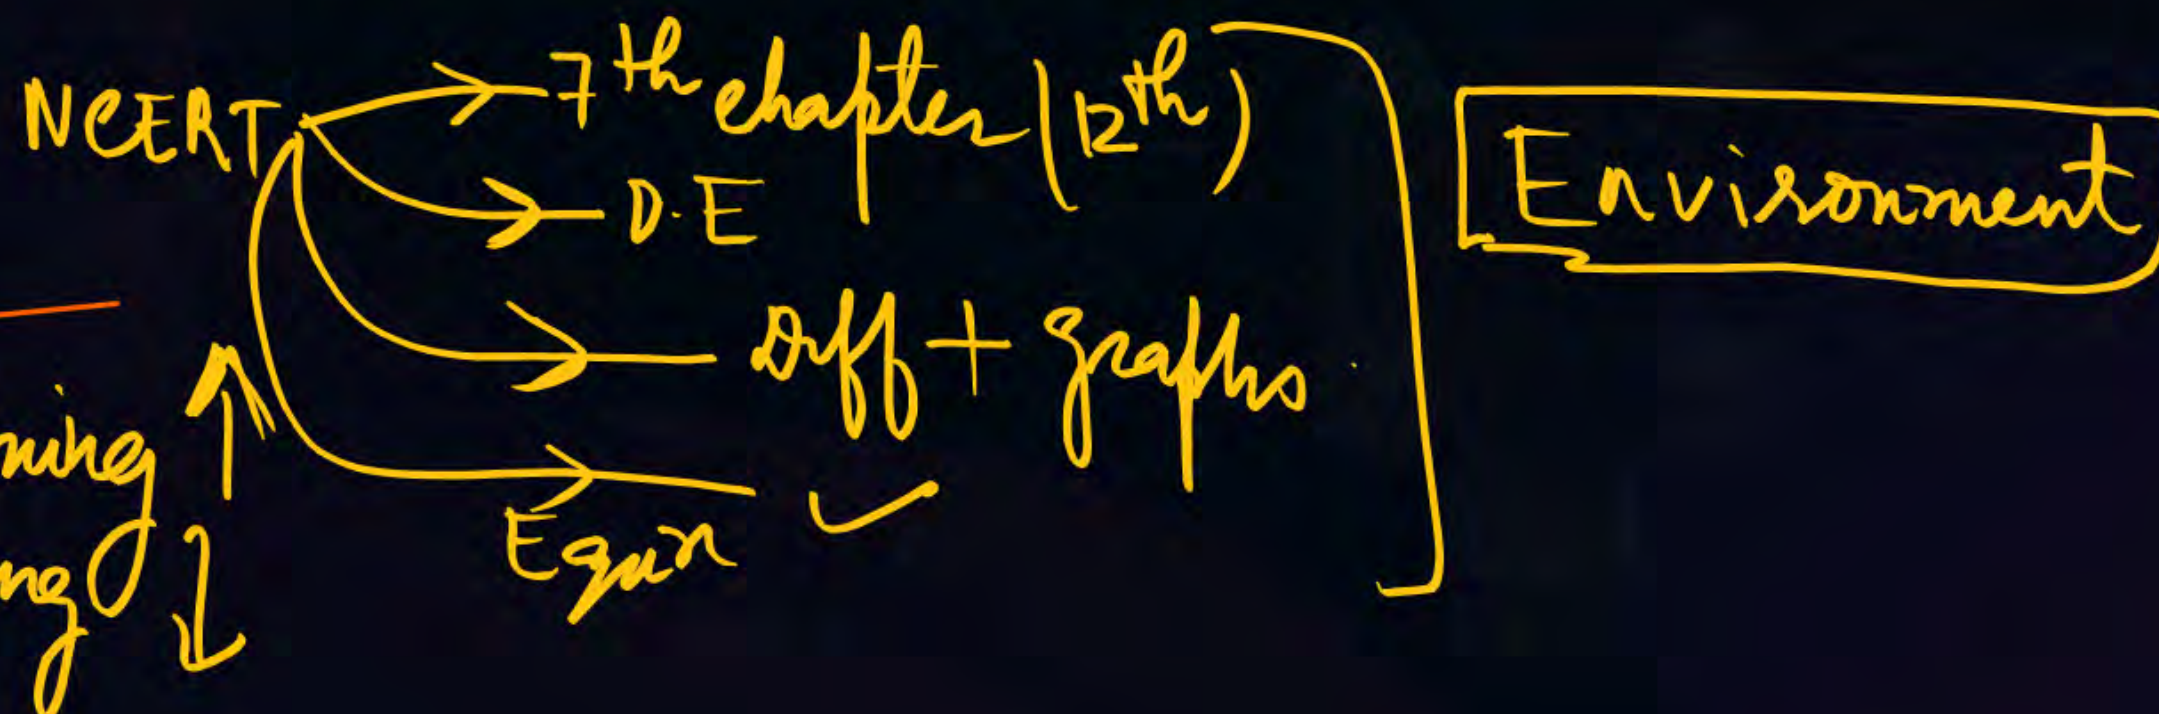 NCERT 7th chapter (12th)
Environment
D.E
Diff + graphs
Equn